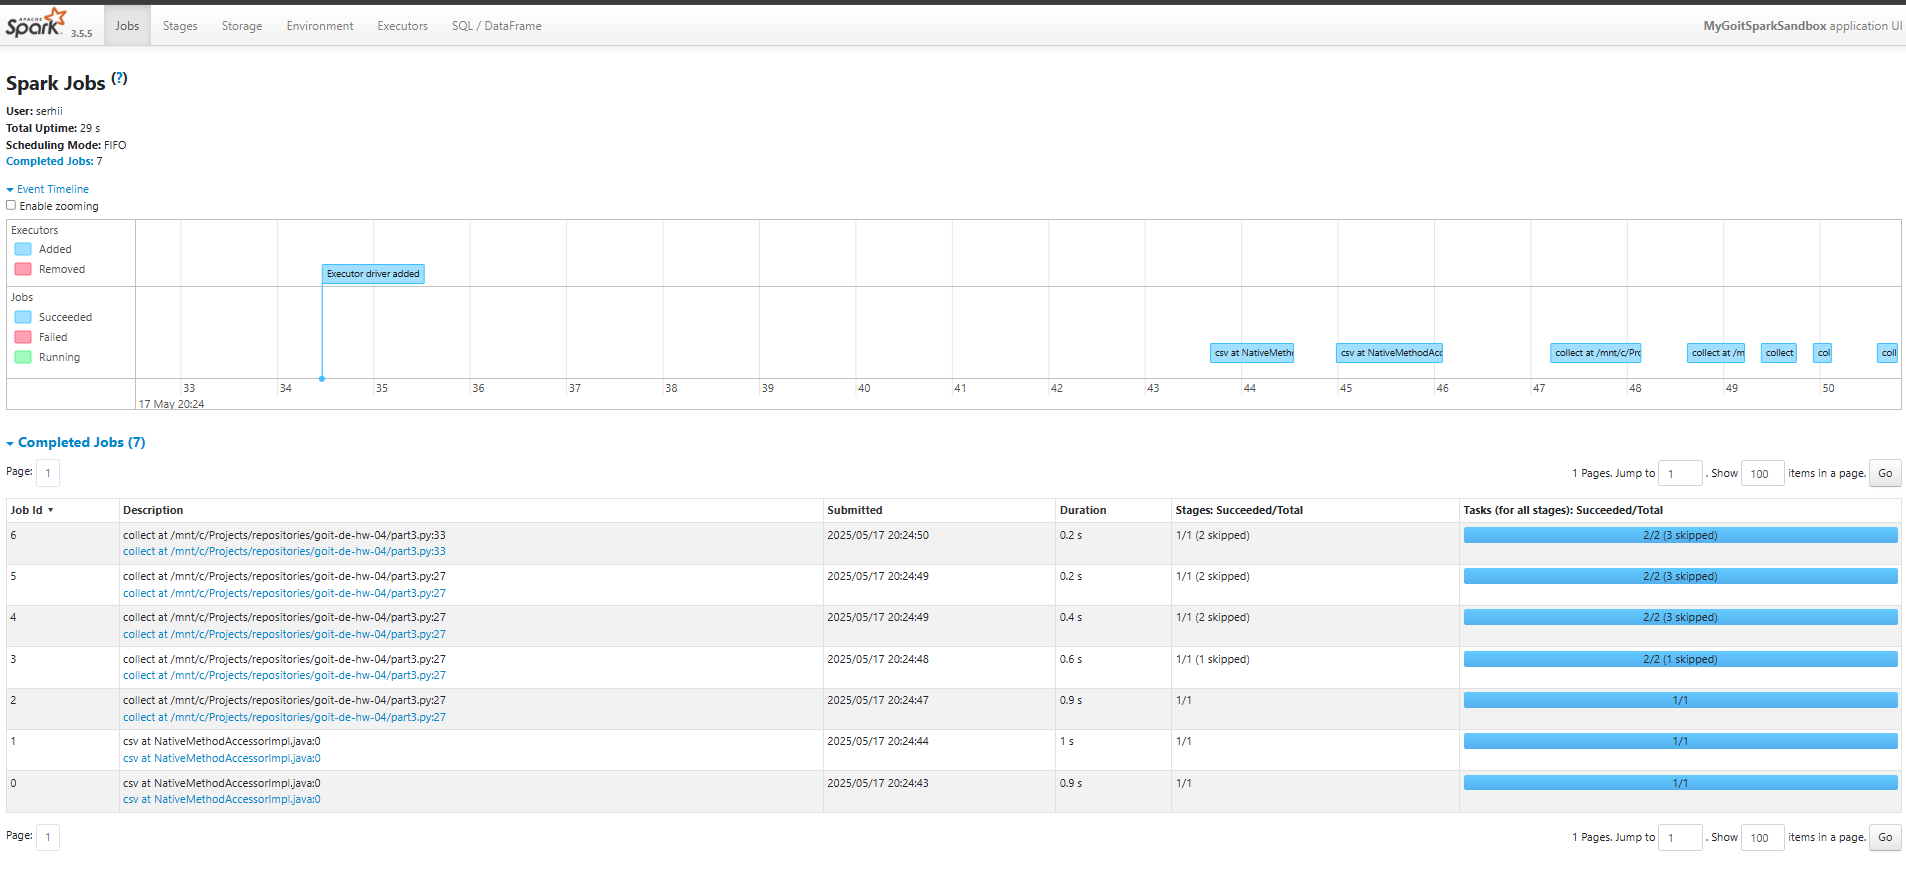 APACHE
Spark 3.5.5 Jobs Stages Storage Environment Executors SQL / DataFrame MyGoitSparkSandbox application UI
Spark Jobs (?)
User: serhii
Total Uptime: 29 s
Scheduling Mode: FIFO
Completed Jobs: 7
Event Timeline
Enable zooming
Executors
Added
Removed
Executor driver added
Jobs
Succeeded
Failed
Running
csv at NativeMeth csv at NativeMethodAcc collect at /mnt/c/Prc collect at /m collect col coll
33 34 35 36 37 38 39 40 41 42 43 44 45 46 47 48 49 50
17 May 20:24
Completed Jobs (7)
Page: 1 1 Pages. Jump to 1 . Show 100 items in a page. Go
Job Id ▾ Description Submitted Duration Stages: Succeeded/Total Tasks (for all stages): Succeeded/Total
6 collect at /mnt/c/Projects/repositories/goit-de-hw-04/part3.py:33 2025/05/17 20:24:50 0.2 s 1/1 (2 skipped) 2/2 (3 skipped)
collect at /mnt/c/Projects/repositories/goit-de-hw-04/part3.py:33
5 collect at /mnt/c/Projects/repositories/goit-de-hw-04/part3.py:27 2025/05/17 20:24:49 0.2 s 1/1 (2 skipped) 2/2 (3 skipped)
collect at /mnt/c/Projects/repositories/goit-de-hw-04/part3.py:27
4 collect at /mnt/c/Projects/repositories/goit-de-hw-04/part3.py:27 2025/05/17 20:24:49 0.4 s 1/1 (2 skipped) 2/2 (3 skipped)
collect at /mnt/c/Projects/repositories/goit-de-hw-04/part3.py:27
3 collect at /mnt/c/Projects/repositories/goit-de-hw-04/part3.py:27 2025/05/17 20:24:48 0.6 s 1/1 (1 skipped) 2/2 (1 skipped)
collect at /mnt/c/Projects/repositories/goit-de-hw-04/part3.py:27
2 collect at /mnt/c/Projects/repositories/goit-de-hw-04/part3.py:27 2025/05/17 20:24:47 0.9 s 1/1 1/1
collect at /mnt/c/Projects/repositories/goit-de-hw-04/part3.py:27
1 csv at NativeMethodAccessorImpl.java:0 2025/05/17 20:24:44 1 s 1/1 1/1
csv at NativeMethodAccessorImpl.java:0
0 csv at NativeMethodAccessorImpl.java:0 2025/05/17 20:24:43 0.9 s 1/1 1/1
csv at NativeMethodAccessorImpl.java:0
Page: 1 1 Pages. Jump to 1 . Show 100 items in a page. Go